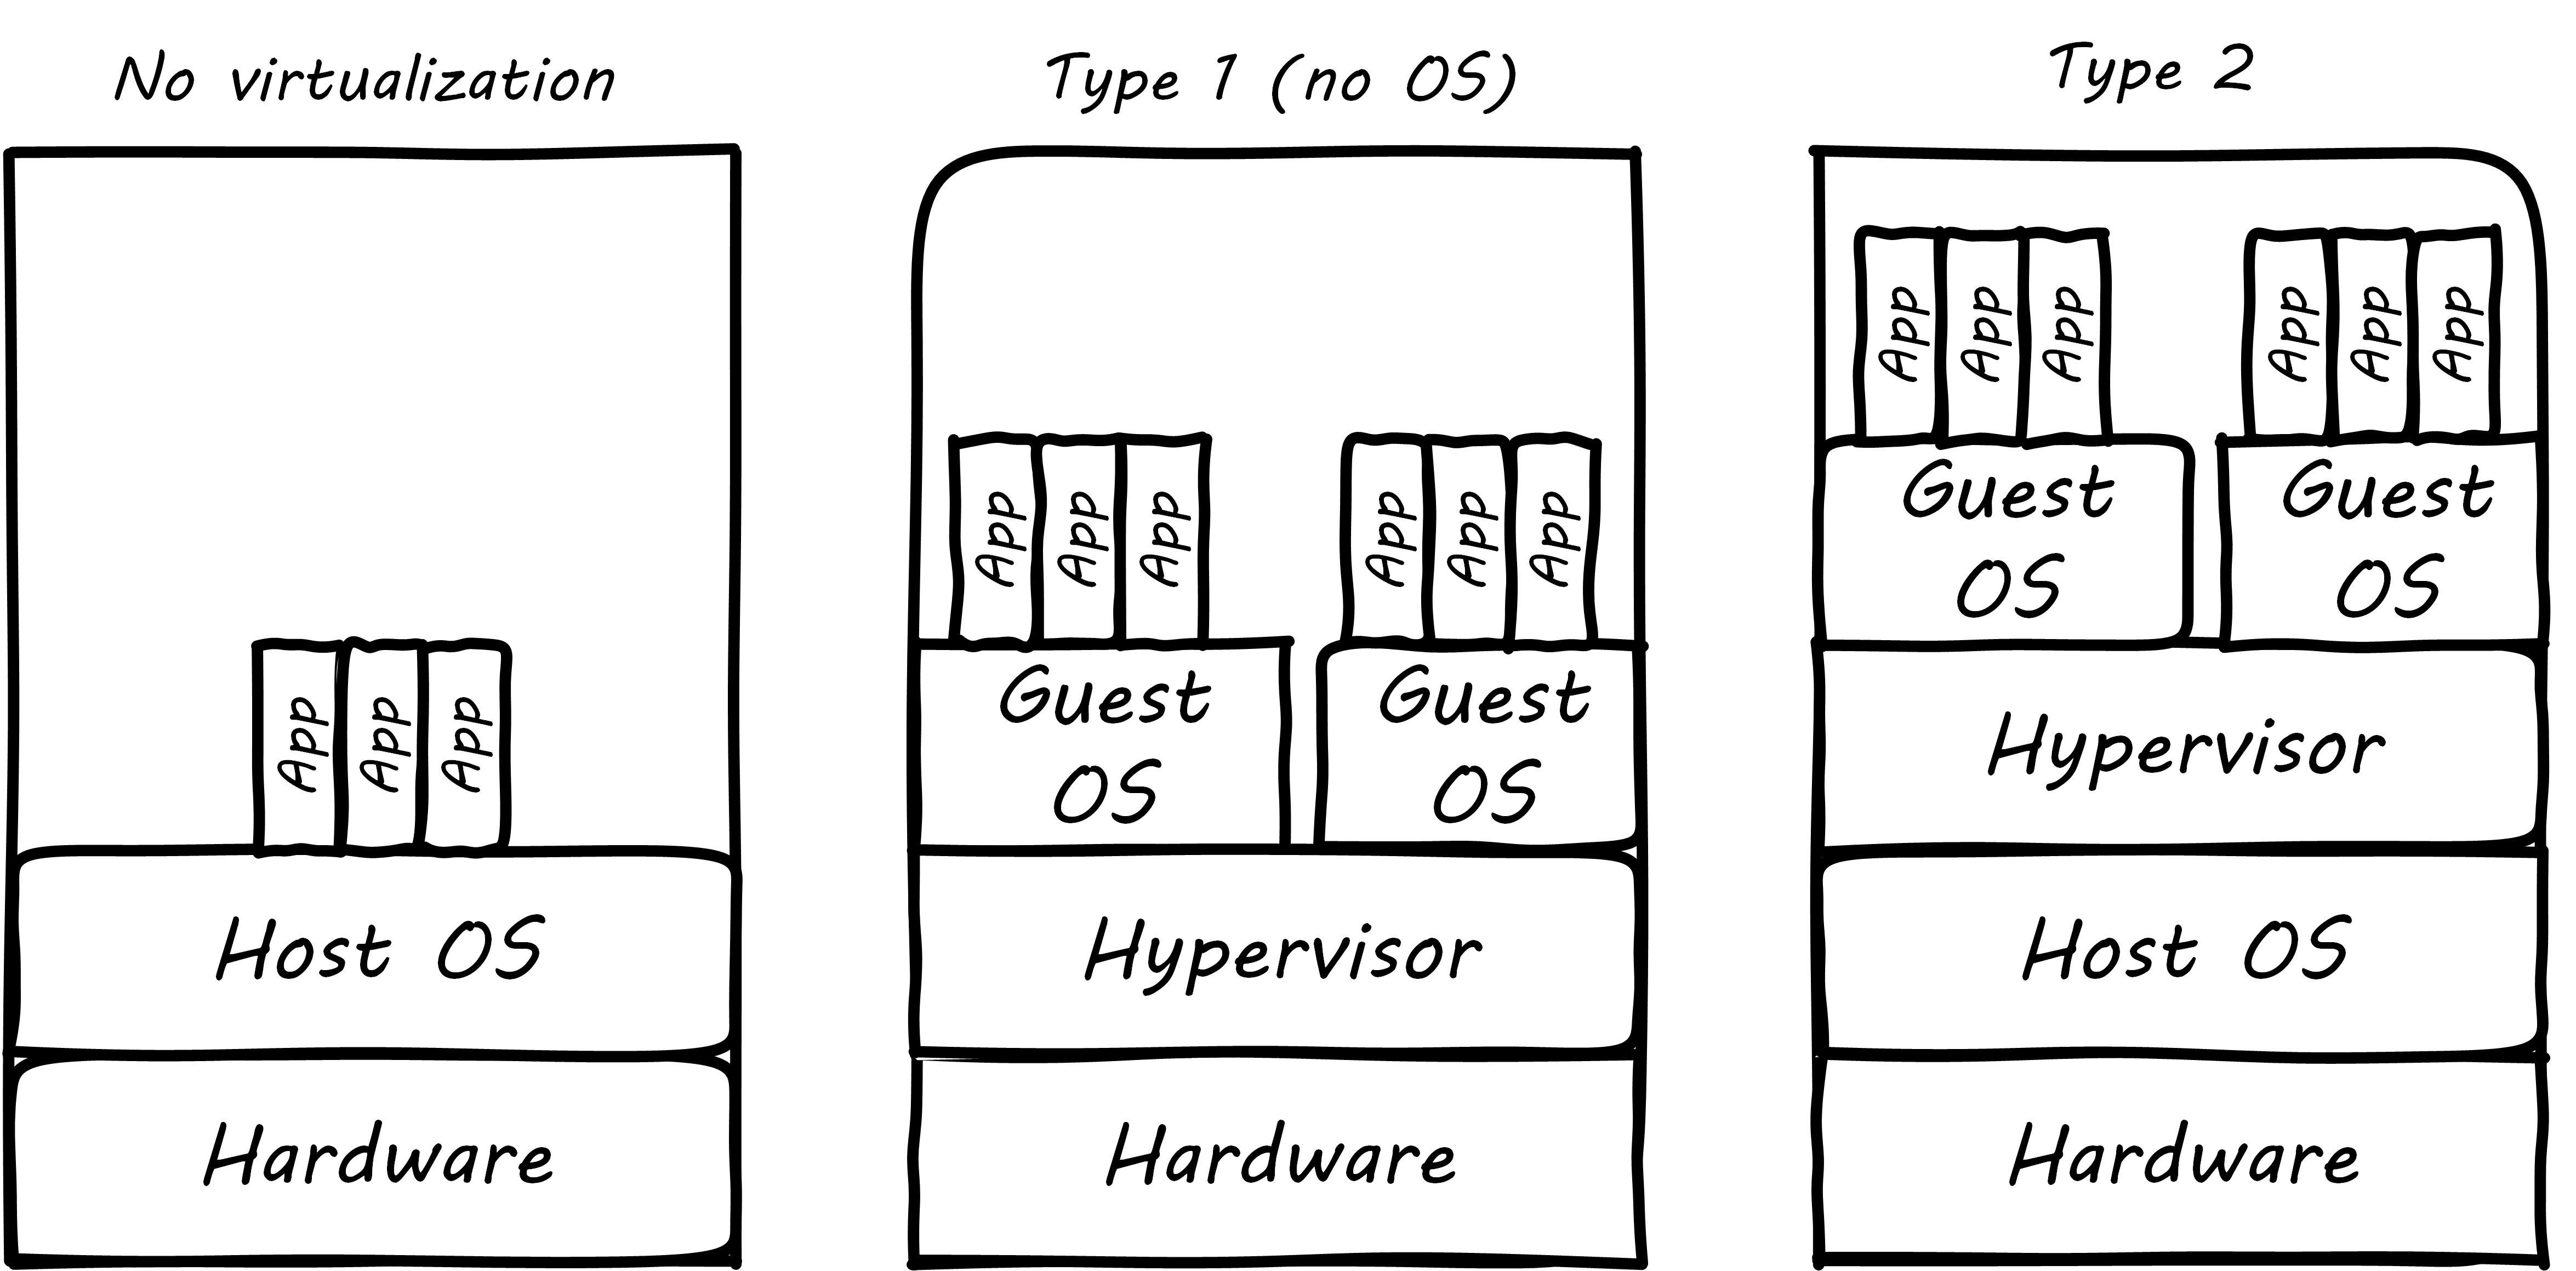 No virtualization
App
App
App
Host OS
Hardware
Type 1 (no OS)
App
App
App
App
App
App
Guest
OS
Guest
OS
Hypervisor
Hardware
Type 2
App
App
App
App
App
App
Guest
OS
Guest
OS
Hypervisor
Host OS
Hardware